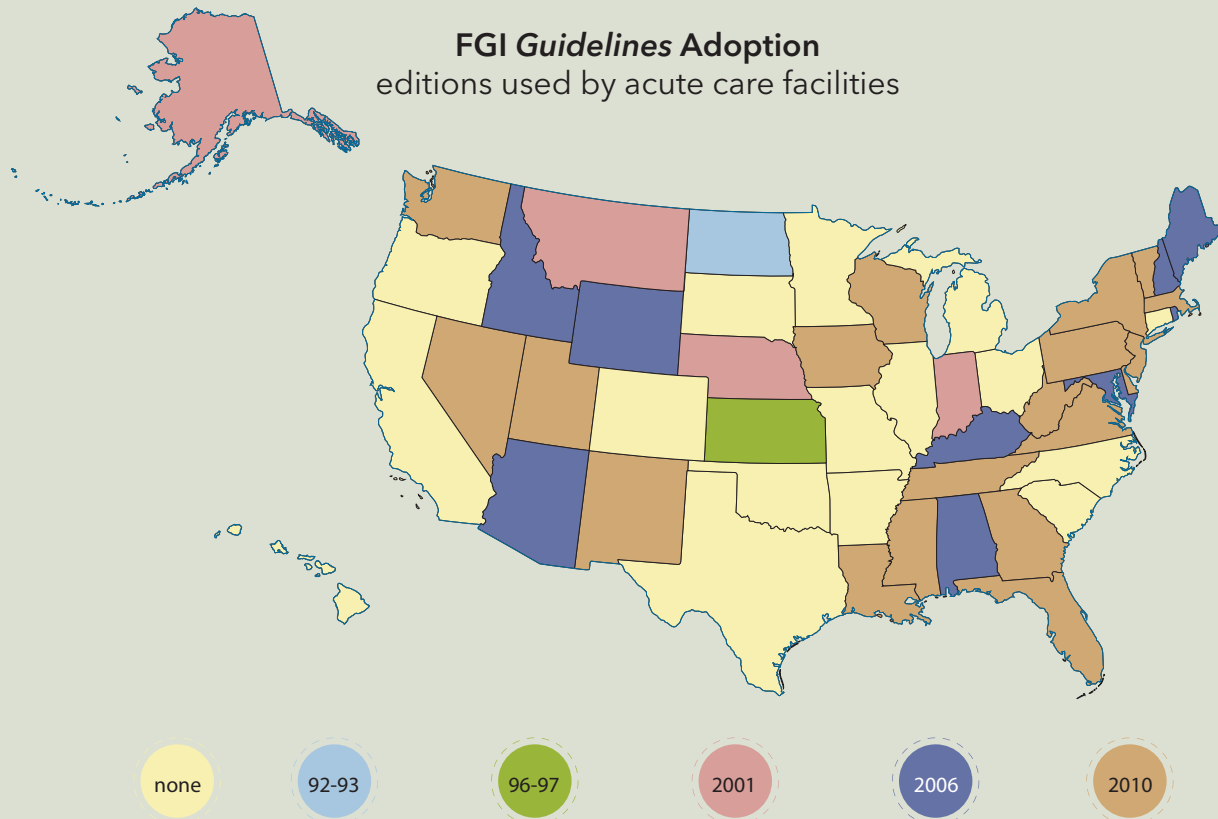 FGI Guidelines Adoption
editions used by acute care facilities
none
92-93
96-97
2001
2006
2010